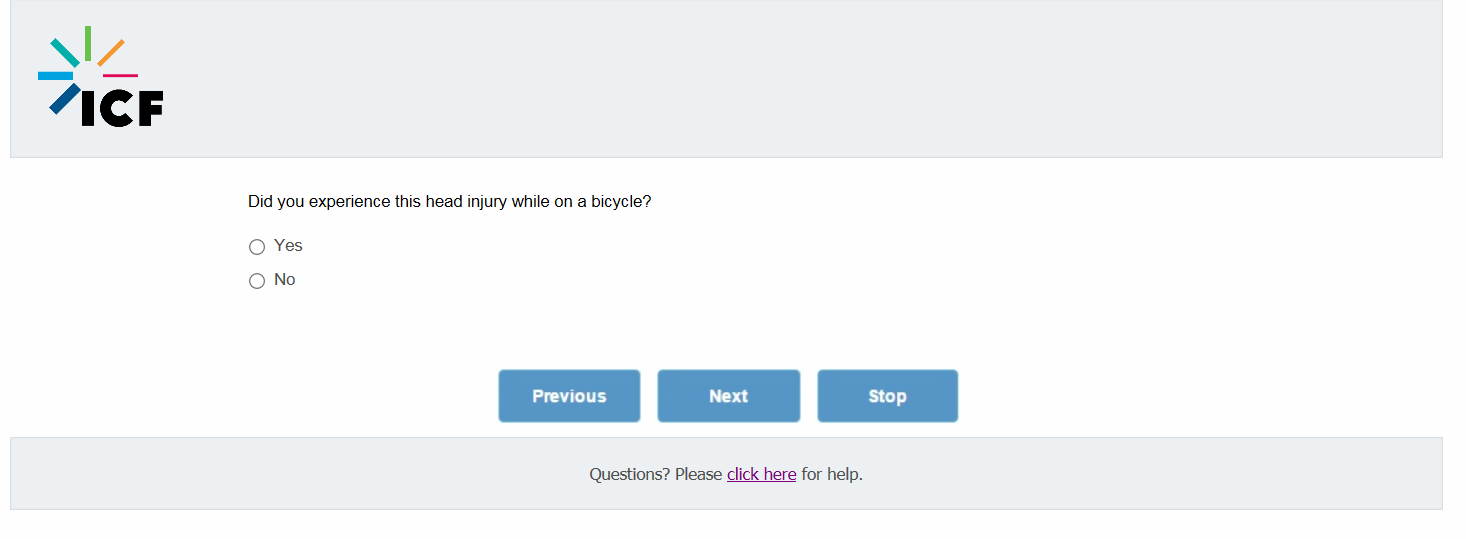 ICF
Did you experience this head injury while on a bicycle?
Yes
No
Previous Next Stop
Questions? Please click here for help.